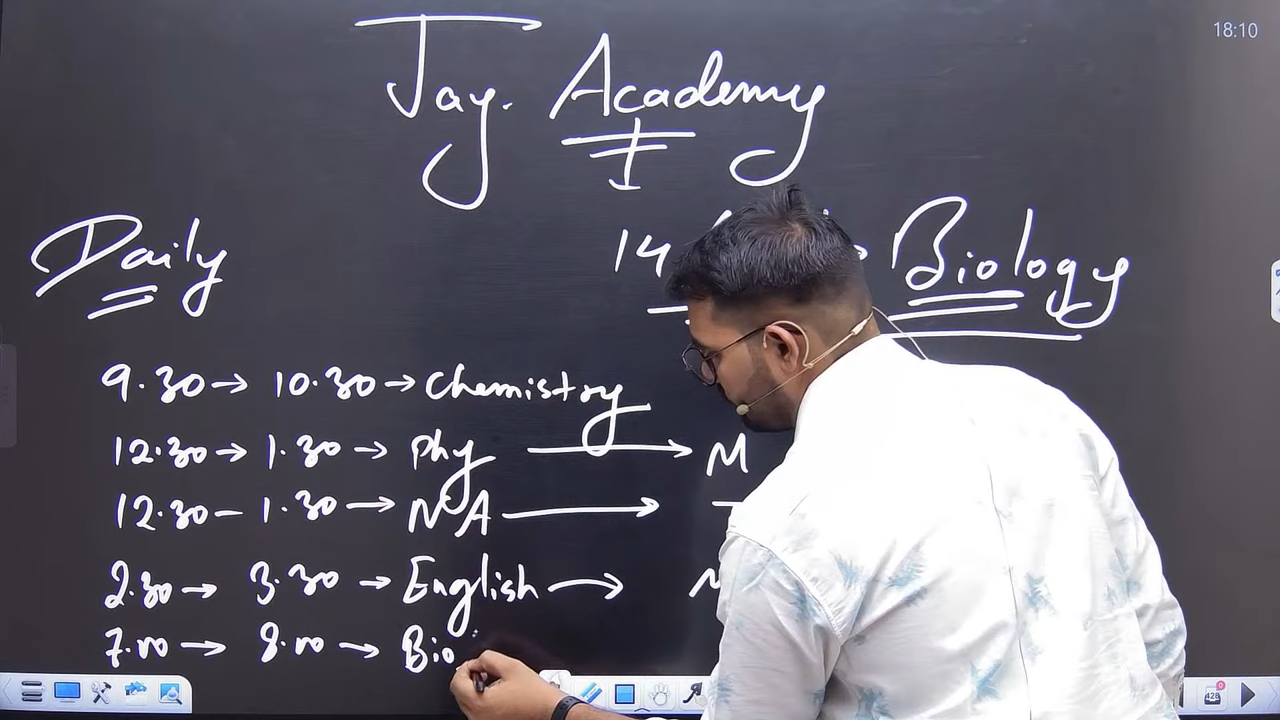 18:10
Jay. Academy
Daily
14 → Biology
9.30 → 10.30 → Chemistry
12.30 → 1.30 → Phy → M
12.30 - 1.30 → NA →
2.30 → 3.30 → English →
7.00 → 8.00 → Bio